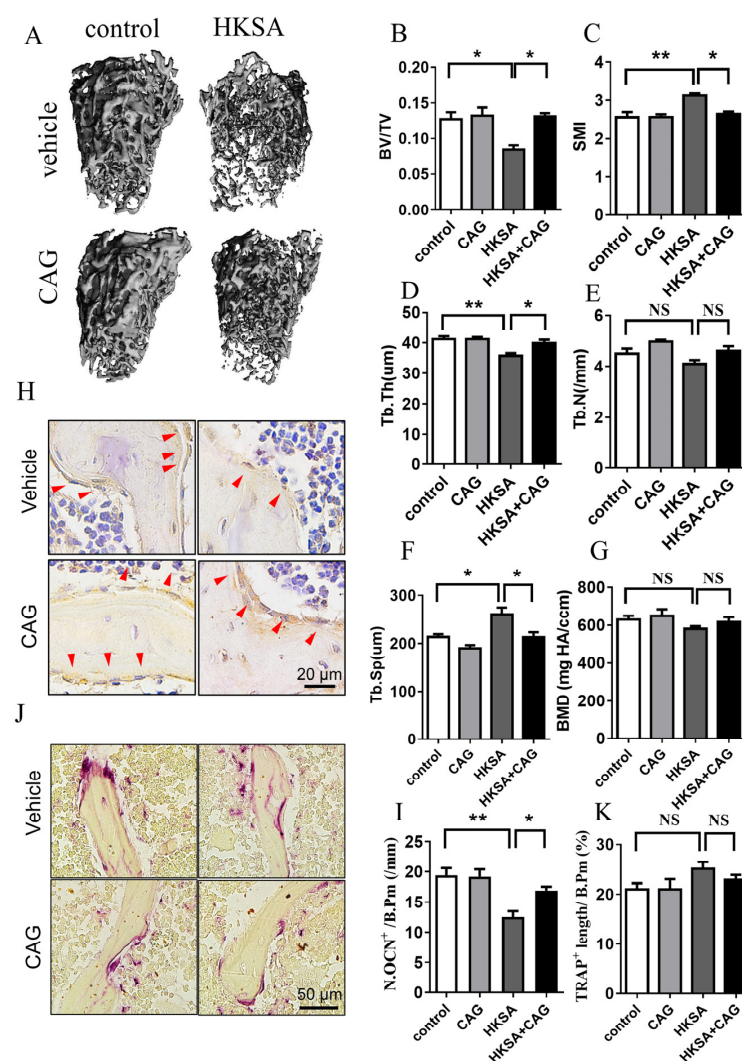 A
control
HKSA
vehicle
CAG
B
*
*
BV/TV
0.20
0.15
0.10
0.05
0.00
control
CAG
HKSA
HKSA+CAG
C
**
*
SMI
4
3
2
1
0
control
CAG
HKSA
HKSA+CAG
D
**
*
Tb.Th(um)
60
40
20
0
control
CAG
HKSA
HKSA+CAG
E
NS
NS
Tb.N(/mm)
6
4
2
0
control
CAG
HKSA
HKSA+CAG
H
Vehicle
CAG
20 µm
F
*
*
Tb.Sp(um)
400
300
200
100
0
control
CAG
HKSA
HKSA+CAG
G
NS
NS
BMD (mg HA/ccm)
1000
800
600
400
200
0
control
CAG
HKSA
HKSA+CAG
J
Vehicle
CAG
50 µm
I
**
*
N.OCN⁺ /B.Pm (/mm)
25
20
15
10
5
0
control
CAG
HKSA
HKSA+CAG
K
NS
NS
TRAP⁺ length/ B.Pm (%)
40
30
20
10
0
control
CAG
HKSA
HKSA+CAG